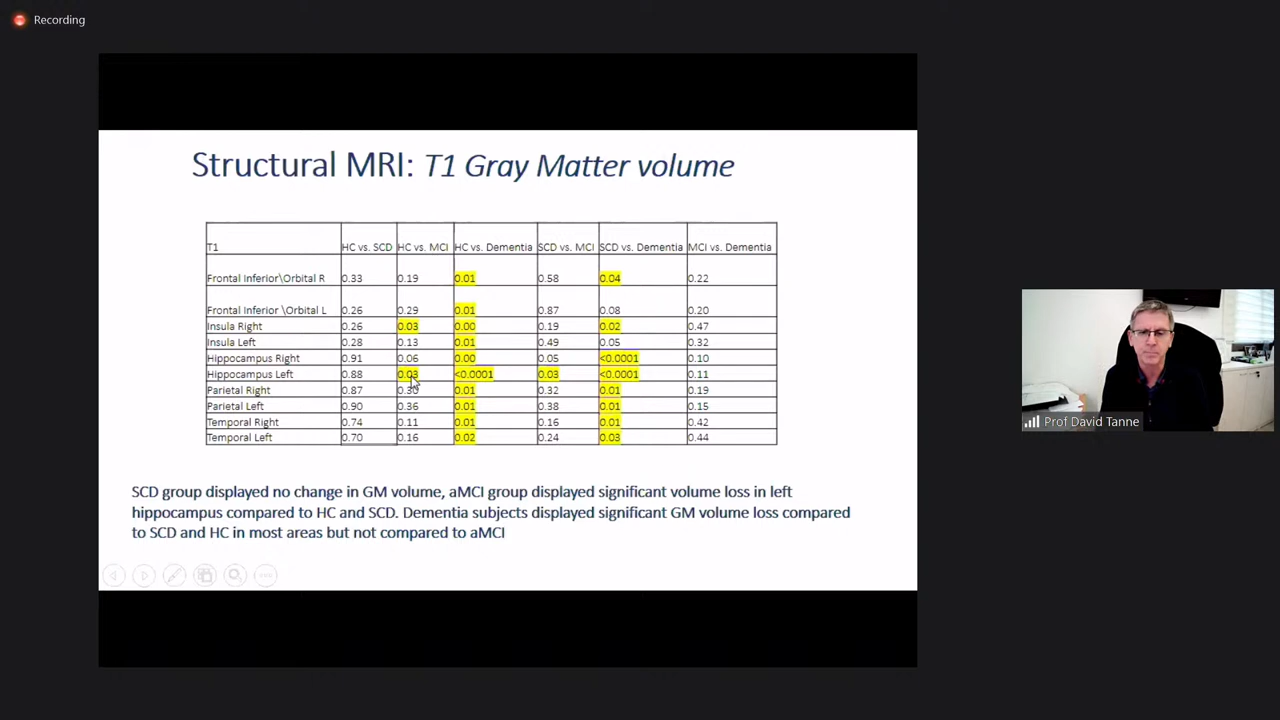 Recording
Structural MRI: T1 Gray Matter volume
T1 HC vs. SCD HC vs. MCI HC vs. Dementia SCD vs. MCI SCD vs. Dementia MCI vs. Dementia
Frontal Inferior\Orbital R 0.33 0.19 0.01 0.58 0.04 0.22
Frontal Inferior \Orbital L 0.26 0.29 0.01 0.87 0.08 0.20
Insula Right 0.26 0.03 0.00 0.19 0.02 0.47
Insula Left 0.28 0.13 0.01 0.49 0.05 0.32
Hippocampus Right 0.91 0.06 0.00 0.05 <0.0001 0.10
Hippocampus Left 0.88 0.03 <0.0001 0.03 <0.0001 0.11
Parietal Right 0.87 0.30 0.01 0.32 0.01 0.19
Parietal Left 0.90 0.36 0.01 0.38 0.01 0.15
Temporal Right 0.74 0.11 0.01 0.16 0.01 0.42
Temporal Left 0.70 0.16 0.02 0.24 0.03 0.44
SCD group displayed no change in GM volume, aMCI group displayed significant volume loss in left
hippocampus compared to HC and SCD. Dementia subjects displayed significant GM volume loss compared
to SCD and HC in most areas but not compared to aMCI
Prof David Tanne